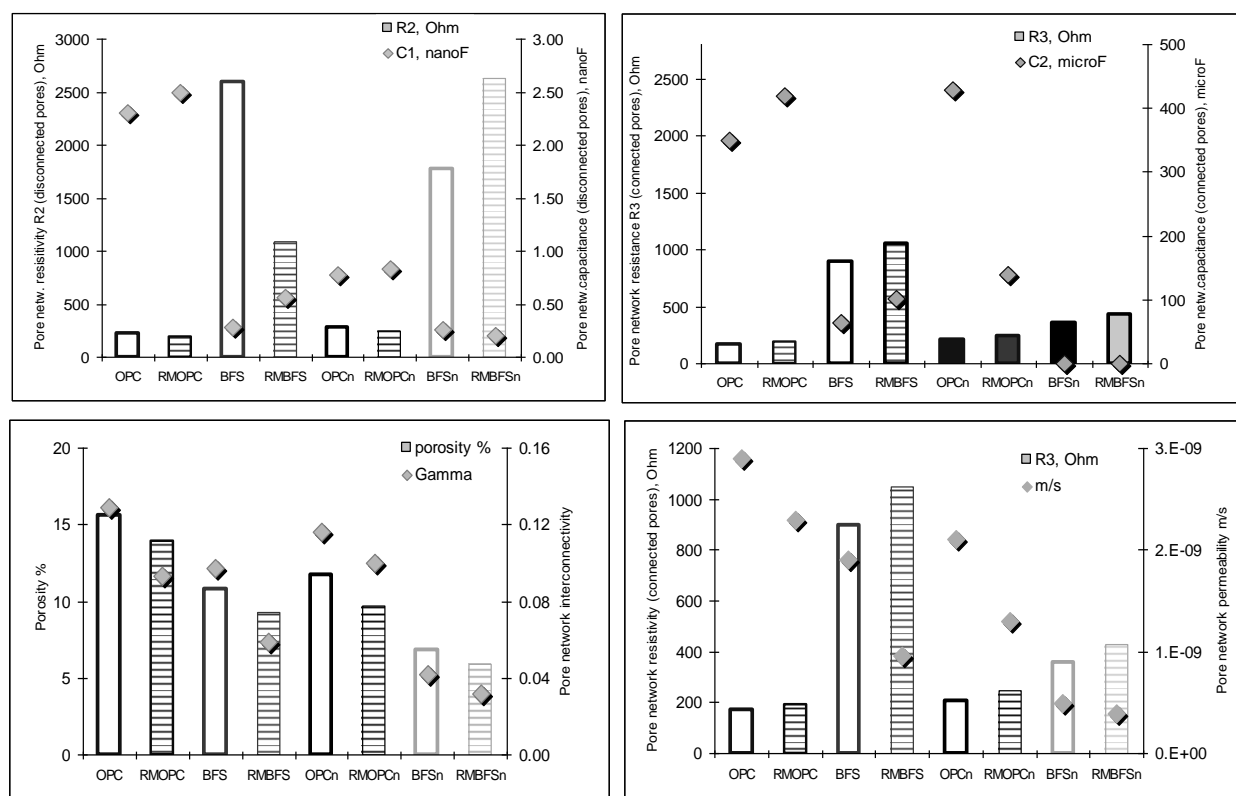 R2, Ohm
C1, nanoF
Pore netw. resisitivity R2 (disconnected pores), Ohm
3000
2500
2000
1500
1000
500
0
3.00
2.50
2.00
1.50
1.00
0.50
0.00
Pore netw.capacitance (disconnected pores), nanoF
OPC RMOPC BFS RMBFS OPCn RMOPCn BFSn RMBFSn
R3, Ohm
C2, microF
Pore network resistance R3 (connected pores), Ohm
2500
2000
1500
1000
500
0
500
400
300
200
100
0
Pore netw.capacitance (connected pores), microF
OPC RMOPC BFS RMBFS OPCn RMOPCn BFSn RMBFSn
porosity %
Gamma
Porosity %
20
15
10
5
0
0.16
0.12
0.08
0.04
0.00
Pore network interconnectivity
OPC RMOPC BFS RMBFS OPCn RMOPCn BFSn RMBFSn
R3, Ohm
m/s
Pore network resistivity (connected pores), Ohm
1200
1000
800
600
400
200
0
3.E-09
2.E-09
1.E-09
0.E+00
Pore network permeability m/s
OPC RMOPC BFS RMBFS OPCn RMOPCn BFSn RMBFSn